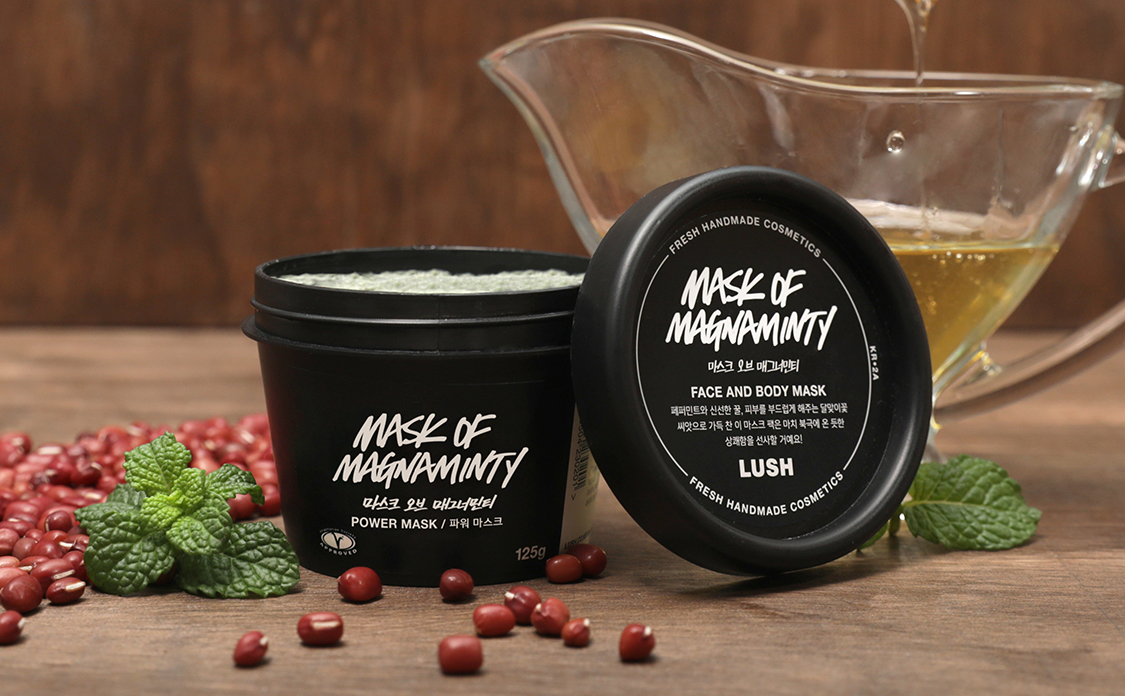 MASK OF
MAGNAMINTY
마스크 오브 매그너민티
POWER MASK / 파워 마스크
APPROVED
125g
FRESH HANDMADE COSMETICS
MASK OF
MAGNAMINTY
마스크 오브 매그너민티
FACE AND BODY MASK
페퍼민트와 신선한 꿀, 피부를 부드럽게 해주는 달맞이꽃
씨앗으로 가득 찬 이 마스크 팩은 마치 북극에 온 듯한
상쾌함을 선사할 거예요!
LUSH
FRESH HANDMADE COSMETICS
KR•2A